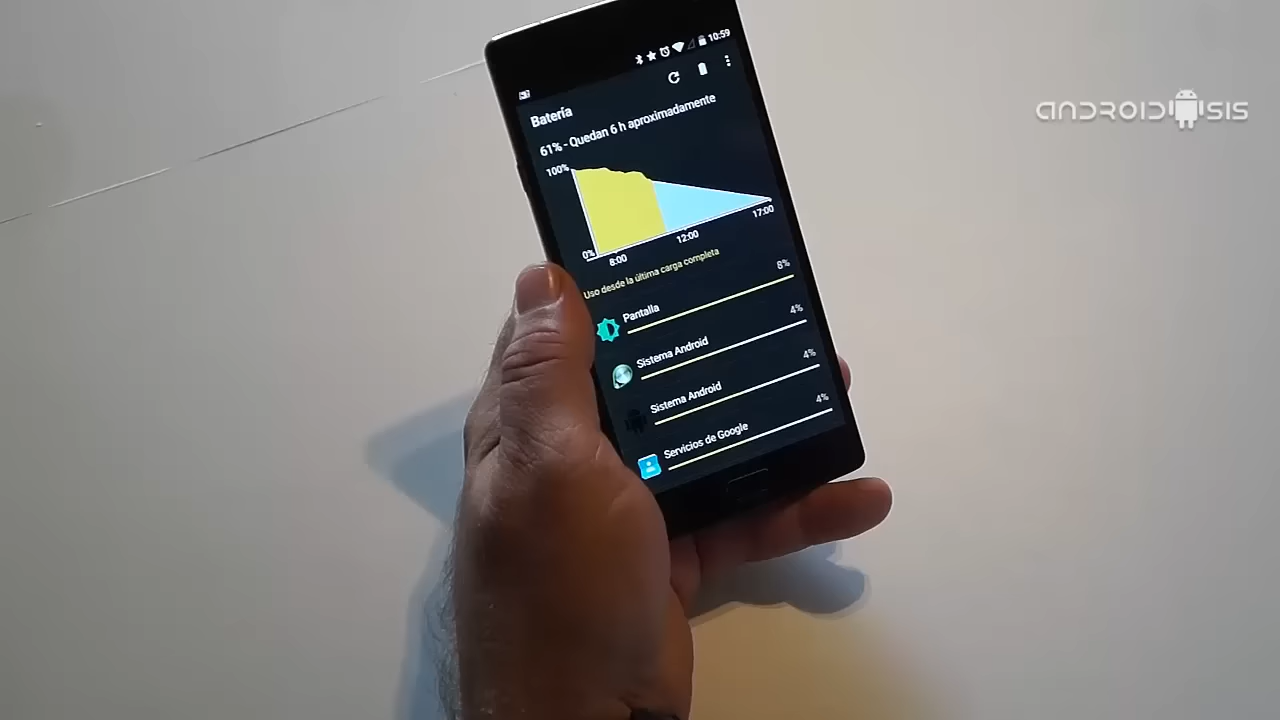 ANDROIDSIS
10:59
Batería
61% - Quedan 6 h aproximadamente
100%
0%
8:00
12:00
17:00
Uso desde la última carga completa
Pantalla 8%
Sistema Android 4%
Sistema Android 4%
Servicios de Google 4%